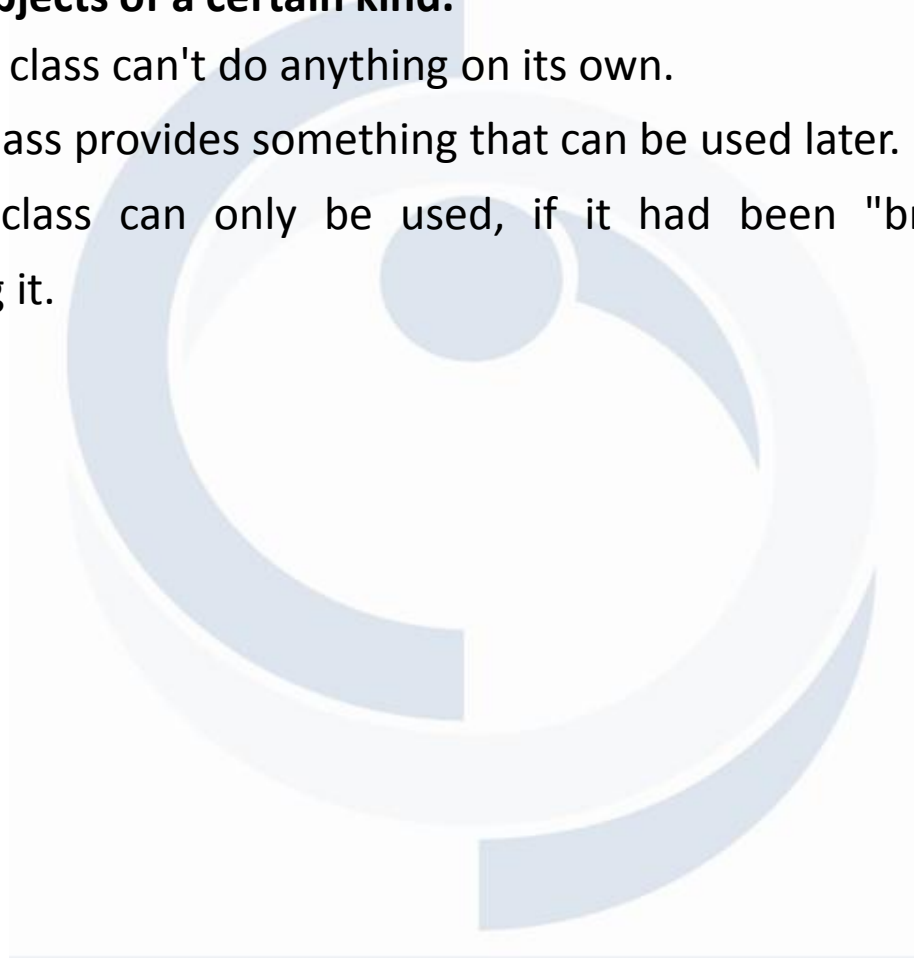 bjects of a certain kind.
class can't do anything on its own.
ass provides something that can be used later.
class can only be used, if it had been "br
it.